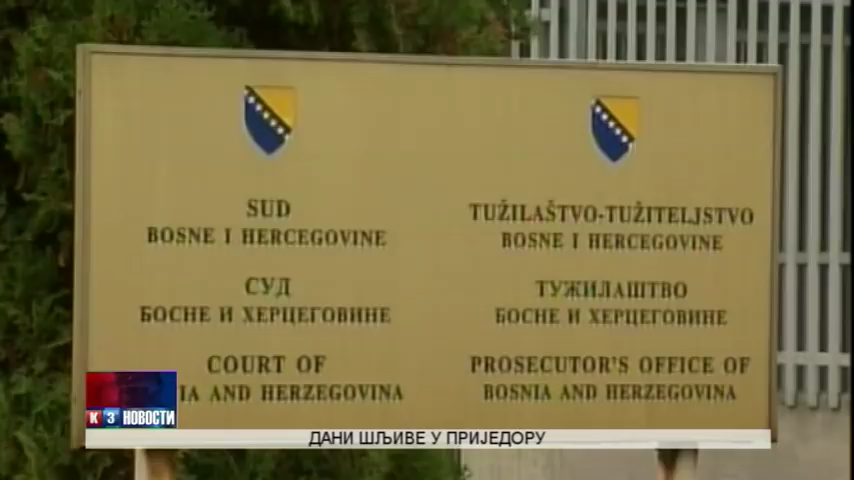 SUD
BOSNE I HERCEGOVINE
СУД
БОСНЕ И ХЕРЦЕГОВИНЕ
COURT OF
AND HERZEGOVINA
TUŽILAŠTVO-TUŽITELJSTVO
BOSNE I HERCEGOVINE
ТУЖИЛАШТВО
БОСНЕ И ХЕРЦЕГОВИНЕ
PROSECUTOR'S OFFICE OF
BOSNIA AND HERZEGOVINA
К 3 НОВОСТИ
ДАНИ ШЉИВЕ У ПРИЈЕДОРУ